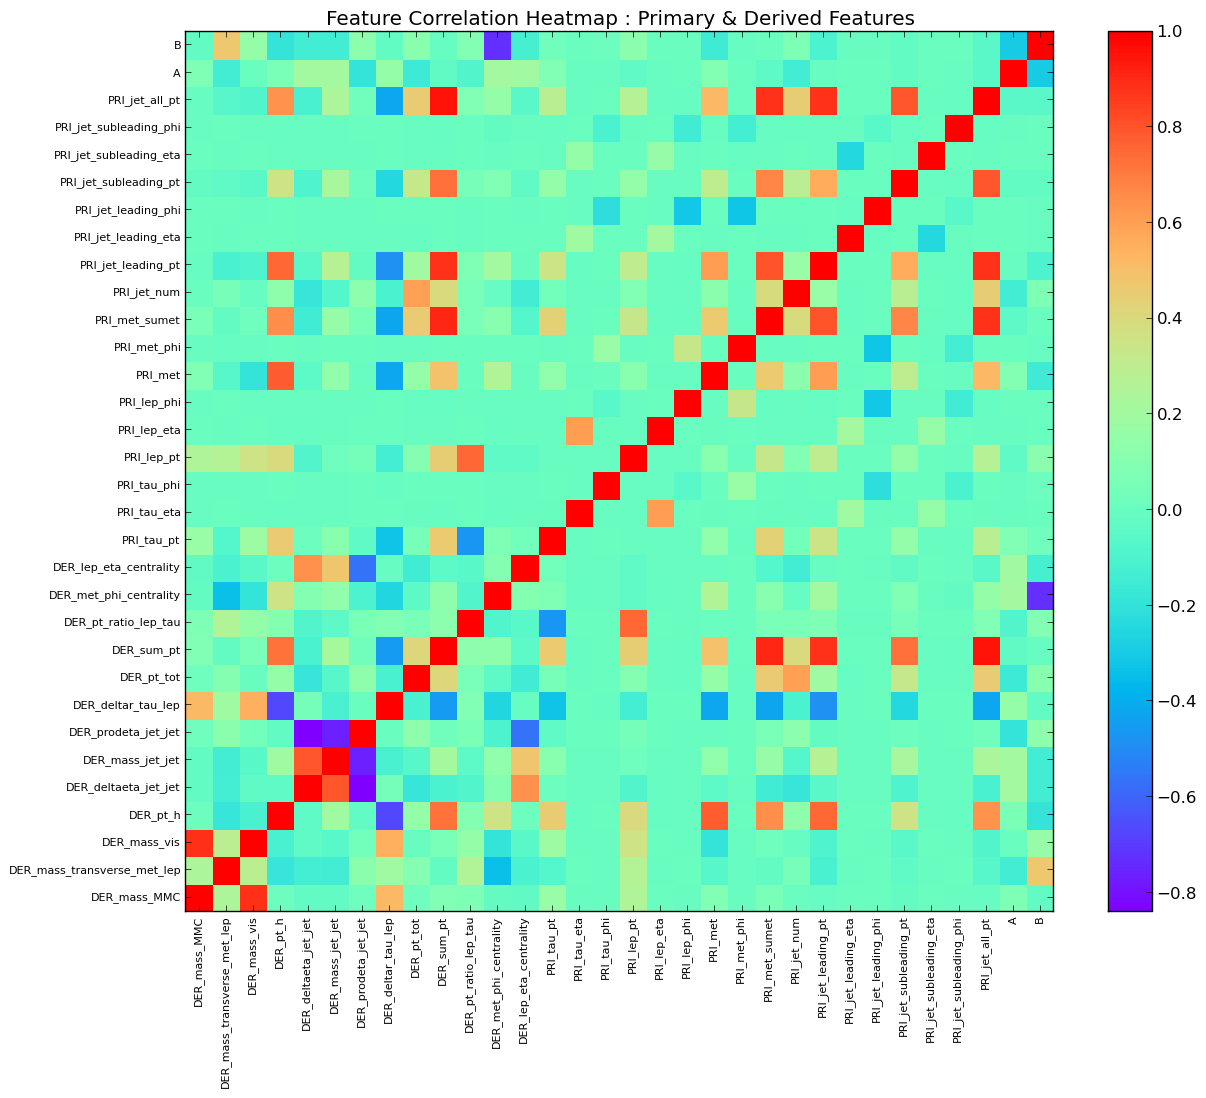 Feature Correlation Heatmap : Primary & Derived Features
B
A
PRI_jet_all_pt
PRI_jet_subleading_phi
PRI_jet_subleading_eta
PRI_jet_subleading_pt
PRI_jet_leading_phi
PRI_jet_leading_eta
PRI_jet_leading_pt
PRI_jet_num
PRI_met_sumet
PRI_met_phi
PRI_met
PRI_lep_phi
PRI_lep_eta
PRI_lep_pt
PRI_tau_phi
PRI_tau_eta
PRI_tau_pt
DER_lep_eta_centrality
DER_met_phi_centrality
DER_pt_ratio_lep_tau
DER_sum_pt
DER_pt_tot
DER_deltar_tau_lep
DER_prodeta_jet_jet
DER_mass_jet_jet
DER_deltaeta_jet_jet
DER_pt_h
DER_mass_vis
DER_mass_transverse_met_lep
DER_mass_MMC
DER_mass_MMC
DER_mass_transverse_met_lep
DER_mass_vis
DER_pt_h
DER_deltaeta_jet_jet
DER_mass_jet_jet
DER_prodeta_jet_jet
DER_deltar_tau_lep
DER_pt_tot
DER_sum_pt
DER_pt_ratio_lep_tau
DER_met_phi_centrality
DER_lep_eta_centrality
PRI_tau_pt
PRI_tau_eta
PRI_tau_phi
PRI_lep_pt
PRI_lep_eta
PRI_lep_phi
PRI_met
PRI_met_phi
PRI_met_sumet
PRI_jet_num
PRI_jet_leading_pt
PRI_jet_leading_eta
PRI_jet_leading_phi
PRI_jet_subleading_pt
PRI_jet_subleading_eta
PRI_jet_subleading_phi
PRI_jet_all_pt
A
B
1.0
0.8
0.6
0.4
0.2
0.0
−0.2
−0.4
−0.6
−0.8